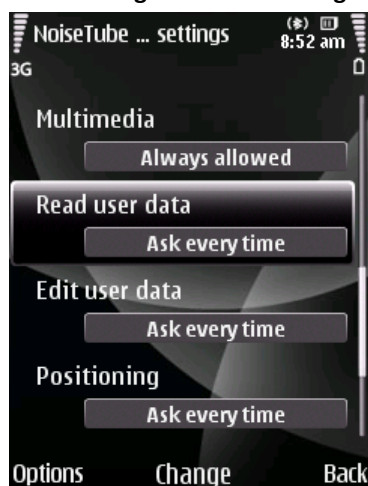 NoiseTube ... settings
8:52 am
3G
Multimedia
Always allowed
Read user data
Ask every time
Edit user data
Ask every time
Positioning
Ask every time
Options Change Back